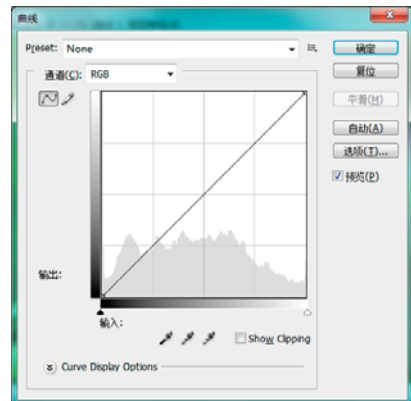 曲线
Preset: None
确定
通道(C): RGB
复位
平滑(M)
自动(A)
选项(T)...
预览(P)
输出:
输入:
Show Clipping
Curve Display Options